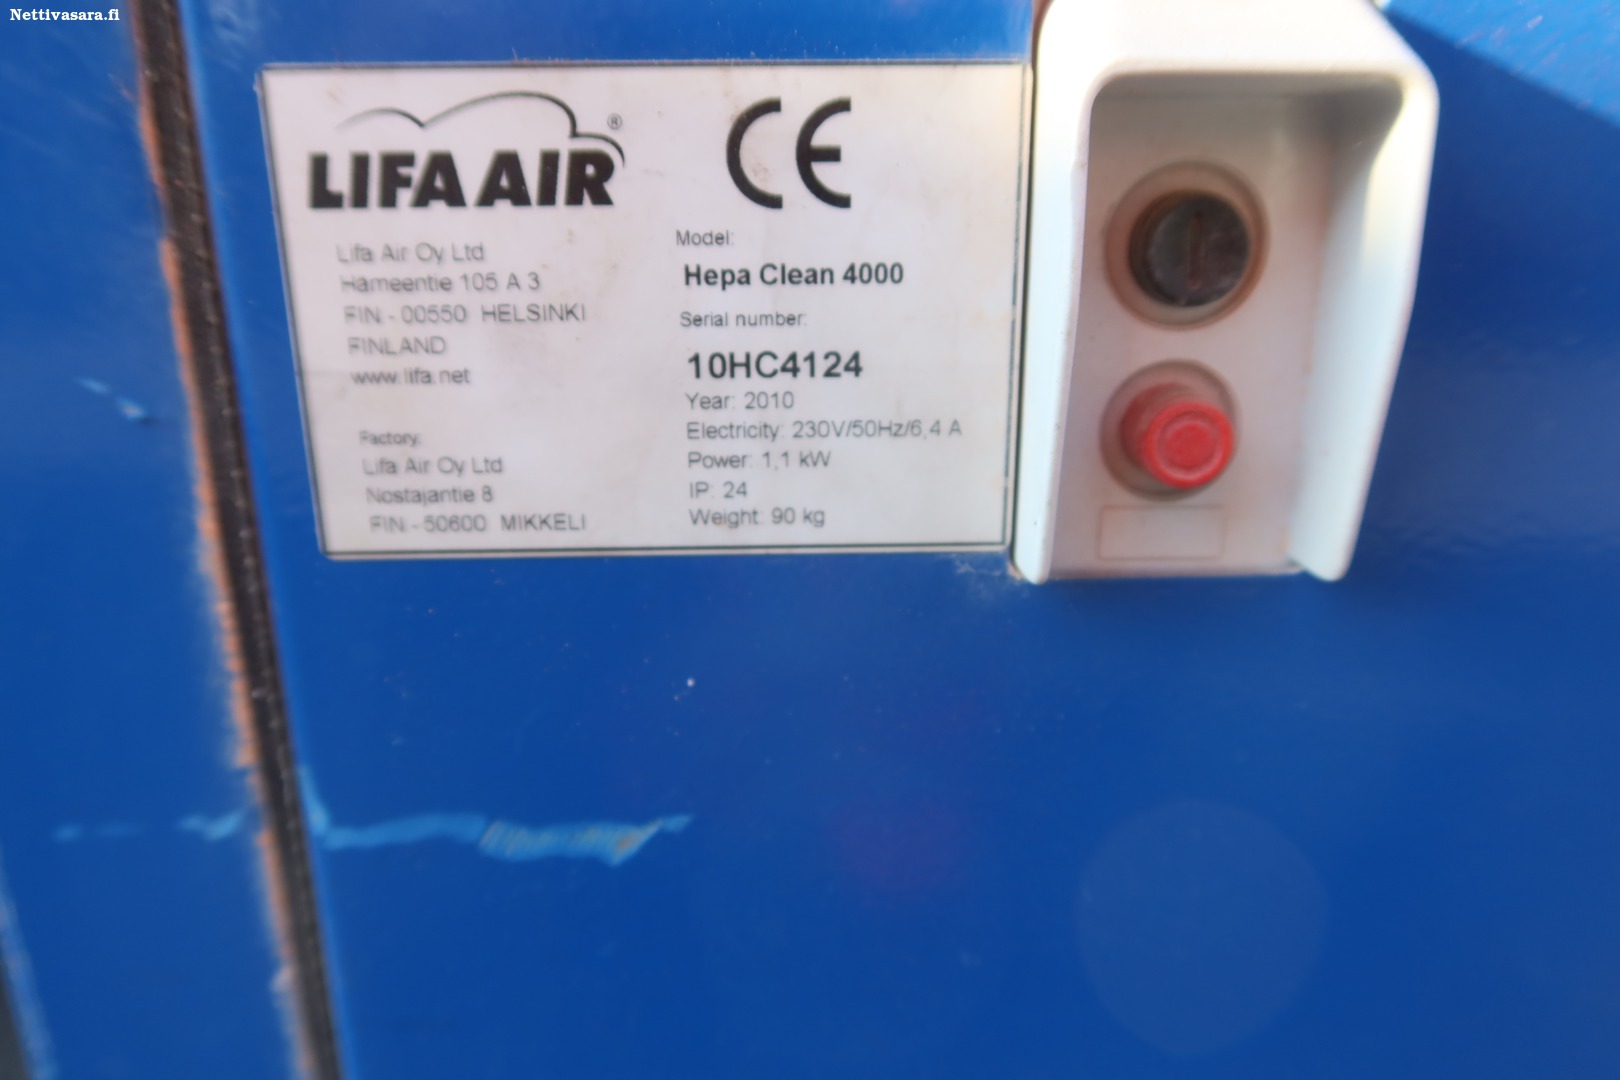 Nettivasara.fi
LIFA AIR ®
CE
Lifa Air Oy Ltd
Hämeentie 105 A 3
FIN - 00550 HELSINKI
FINLAND
www.lifa.net
Factory:
Lifa Air Oy Ltd
Nostajantie 8
FIN - 50600 MIKKELI
Model:
Hepa Clean 4000
Serial number:
10HC4124
Year: 2010
Electricity: 230V/50Hz/6,4 A
Power: 1,1 kW
IP: 24
Weight: 90 kg